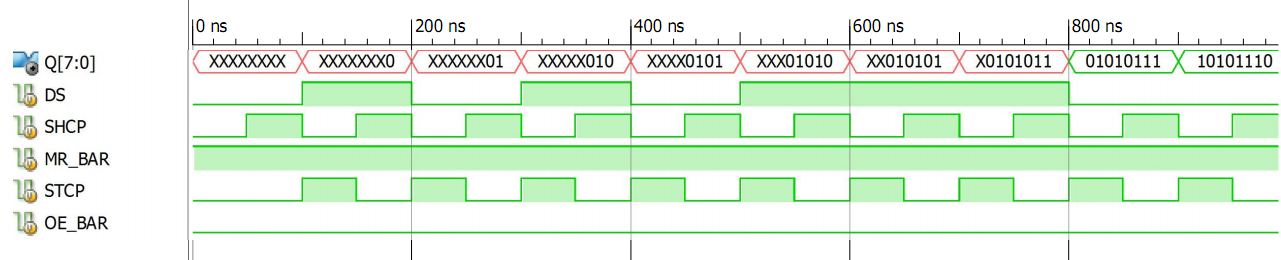 0 ns 200 ns 400 ns 600 ns 800 ns
Q[7:0] XXXXXXXX XXXXXXX0 XXXXXX01 XXXXX010 XXXX0101 XXX01010 XX010101 X0101011 01010111 10101110
DS
SHCP
MR_BAR
STCP
OE_BAR